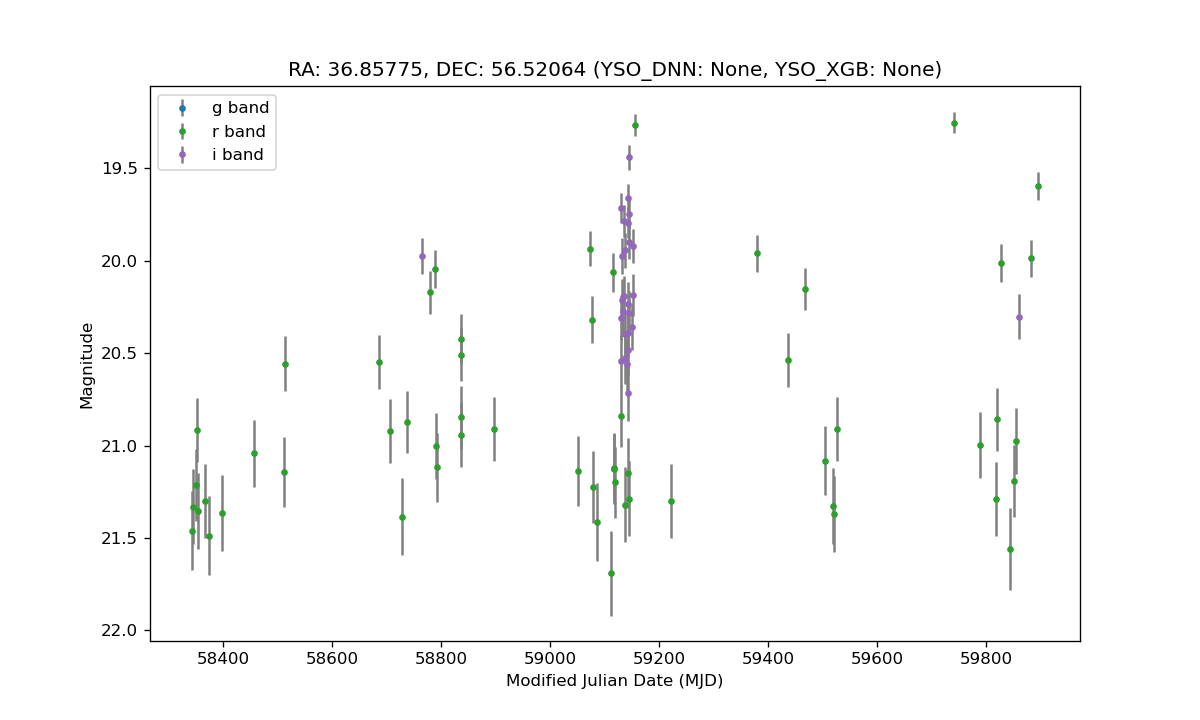 RA: 36.85775, DEC: 56.52064 (YSO_DNN: None, YSO_XGB: None)
g band
r band
i band
19.5
20.0
20.5
21.0
21.5
22.0
Magnitude
58400 58600 58800 59000 59200 59400 59600 59800
Modified Julian Date (MJD)